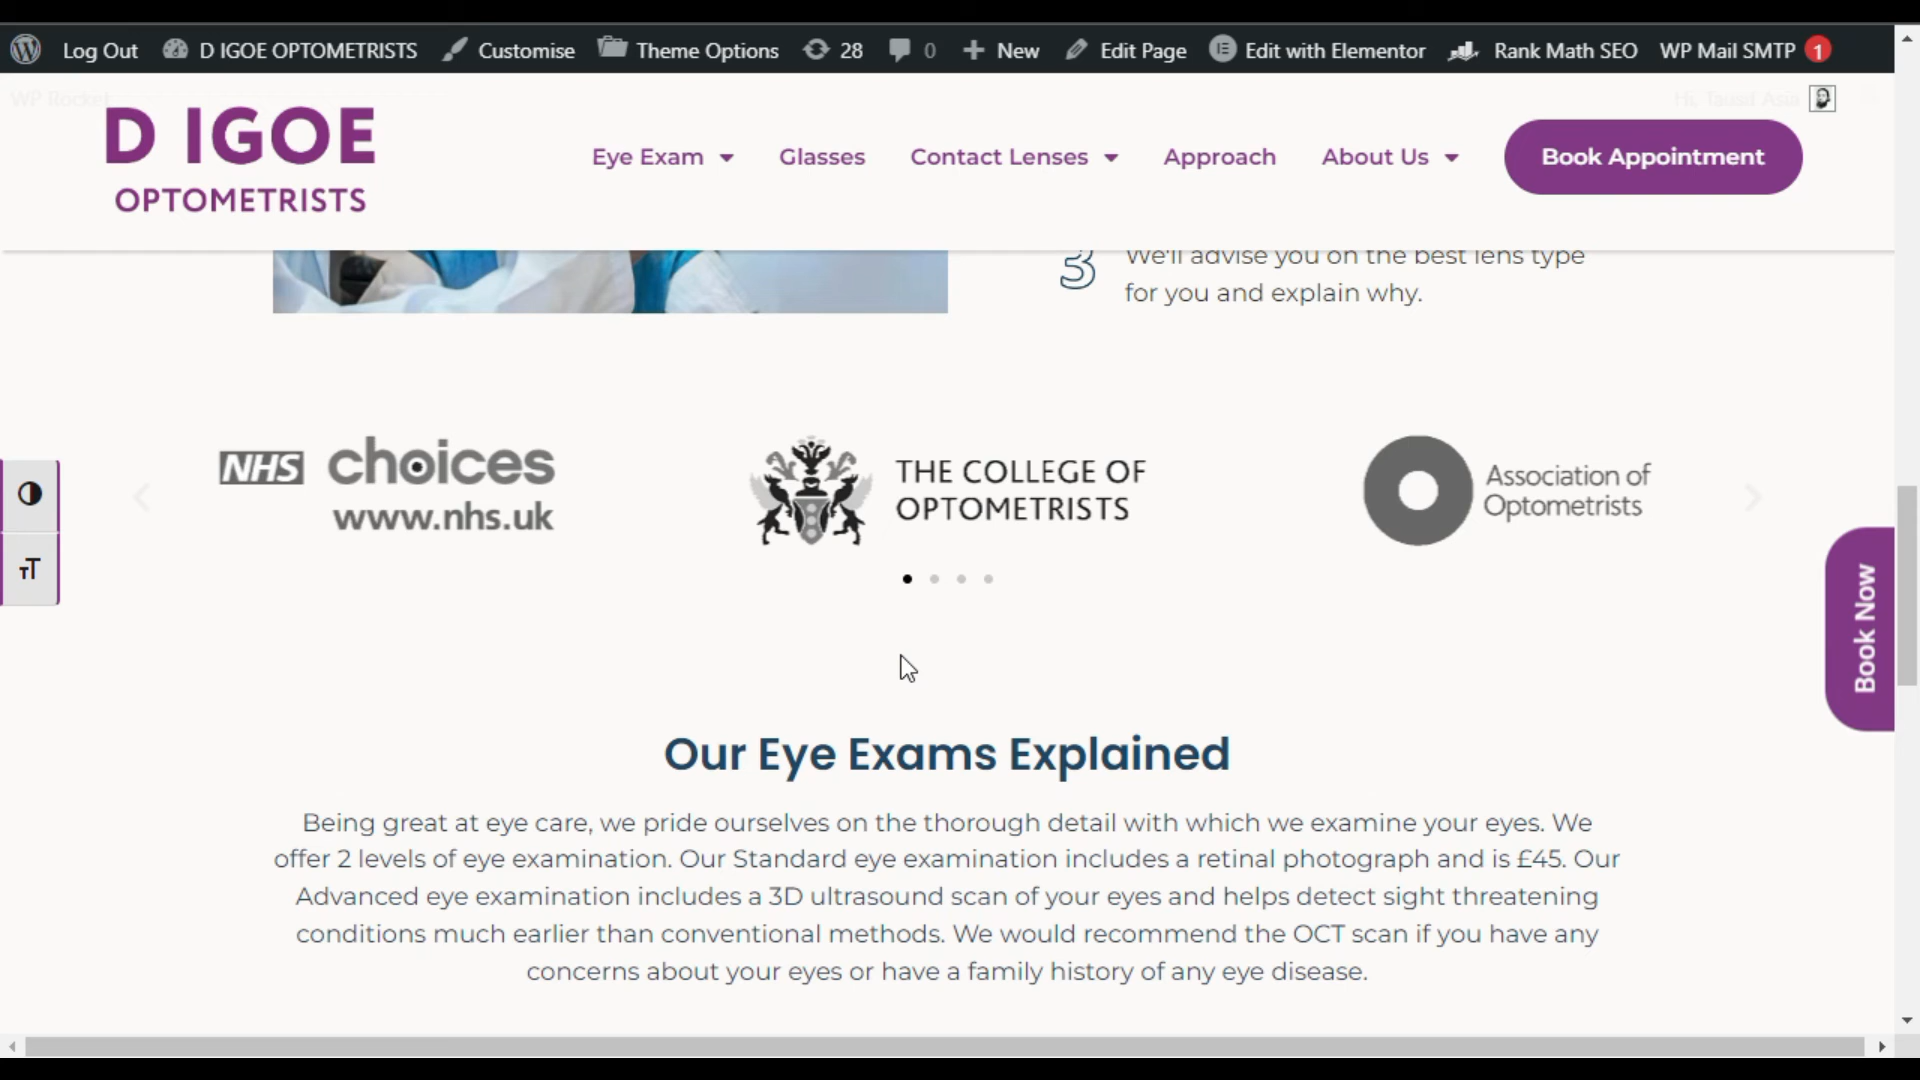 Log Out D IGOE OPTOMETRISTS Customise Theme Options 28 0 New Edit Page Edit with Elementor Rank Math SEO WP Mail SMTP 1
WP Rocket Hi, Tausif Asia
D IGOE
OPTOMETRISTS
Eye Exam Glasses Contact Lenses Approach About Us Book Appointment
3 We'll advise you on the best lens type
for you and explain why.
NHS choices
www.nhs.uk
THE COLLEGE OF
OPTOMETRISTS
Association of
Optometrists
TT
Book Now
Our Eye Exams Explained
Being great at eye care, we pride ourselves on the thorough detail with which we examine your eyes. We
offer 2 levels of eye examination. Our Standard eye examination includes a retinal photograph and is £45. Our
Advanced eye examination includes a 3D ultrasound scan of your eyes and helps detect sight threatening
conditions much earlier than conventional methods. We would recommend the OCT scan if you have any
concerns about your eyes or have a family history of any eye disease.